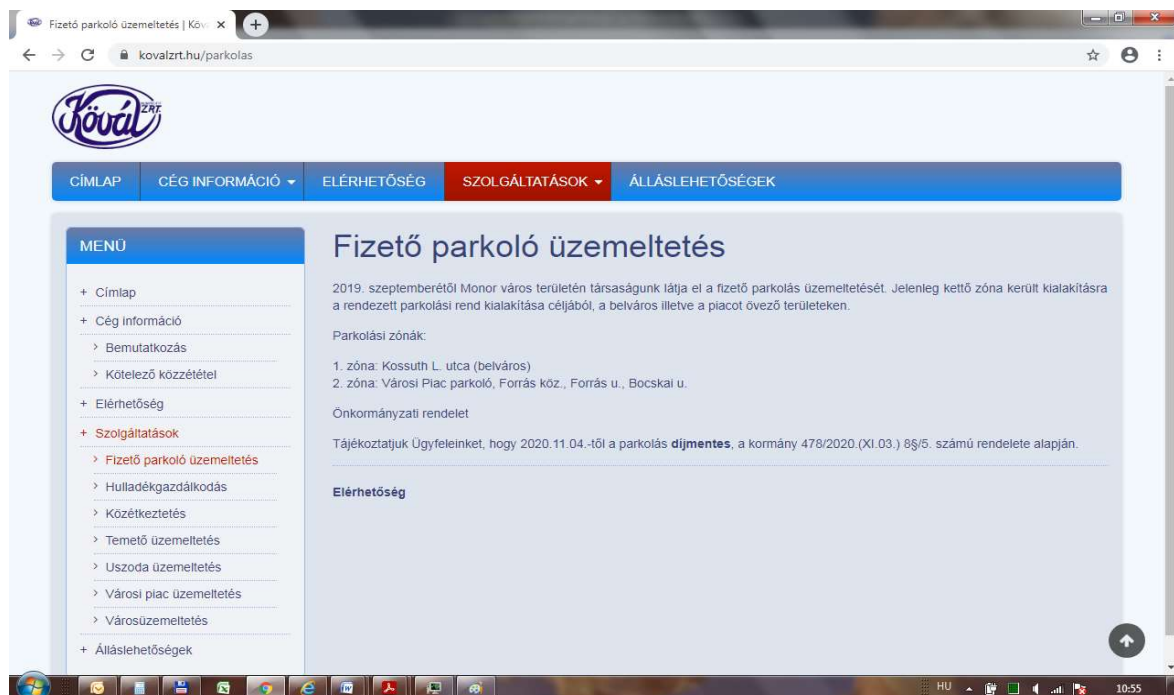 Fizető parkoló üzemeltetés | Köv
kovalzrt.hu/parkolas
Kövál ZRT.
CÍMLAP CÉG INFORMÁCIÓ ELÉRHETŐSÉG SZOLGÁLTATÁSOK ÁLLÁSLEHETŐSÉGEK
MENÜ
+ Címlap
+ Cég információ
> Bemutatkozás
> Kötelező közzététel
+ Elérhetőség
+ Szolgáltatások
> Fizető parkoló üzemeltetés
> Hulladékgazdálkodás
> Közétkeztetés
> Temető üzemeltetés
> Uszoda üzemeltetés
> Városi piac üzemeltetés
> Városüzemeltetés
+ Álláslehetőségek
Fizető parkoló üzemeltetés
2019. szeptemberétől Monor város területén társaságunk látja el a fizető parkolás üzemeltetését. Jelenleg kettő zóna került kialakításra
a rendezett parkolási rend kialakítása céljából, a belváros illetve a piacot övező területeken.
Parkolási zónák:
1. zóna: Kossuth L. utca (belváros)
2. zóna: Városi Piac parkoló, Forrás köz., Forrás u., Bocskai u.
Önkormányzati rendelet
Tájékoztatjuk Ügyfeleinket, hogy 2020.11.04.-től a parkolás díjmentes, a kormány 478/2020.(XI.03.) 8§/5. számú rendelete alapján.
Elérhetőség
HU
10:55